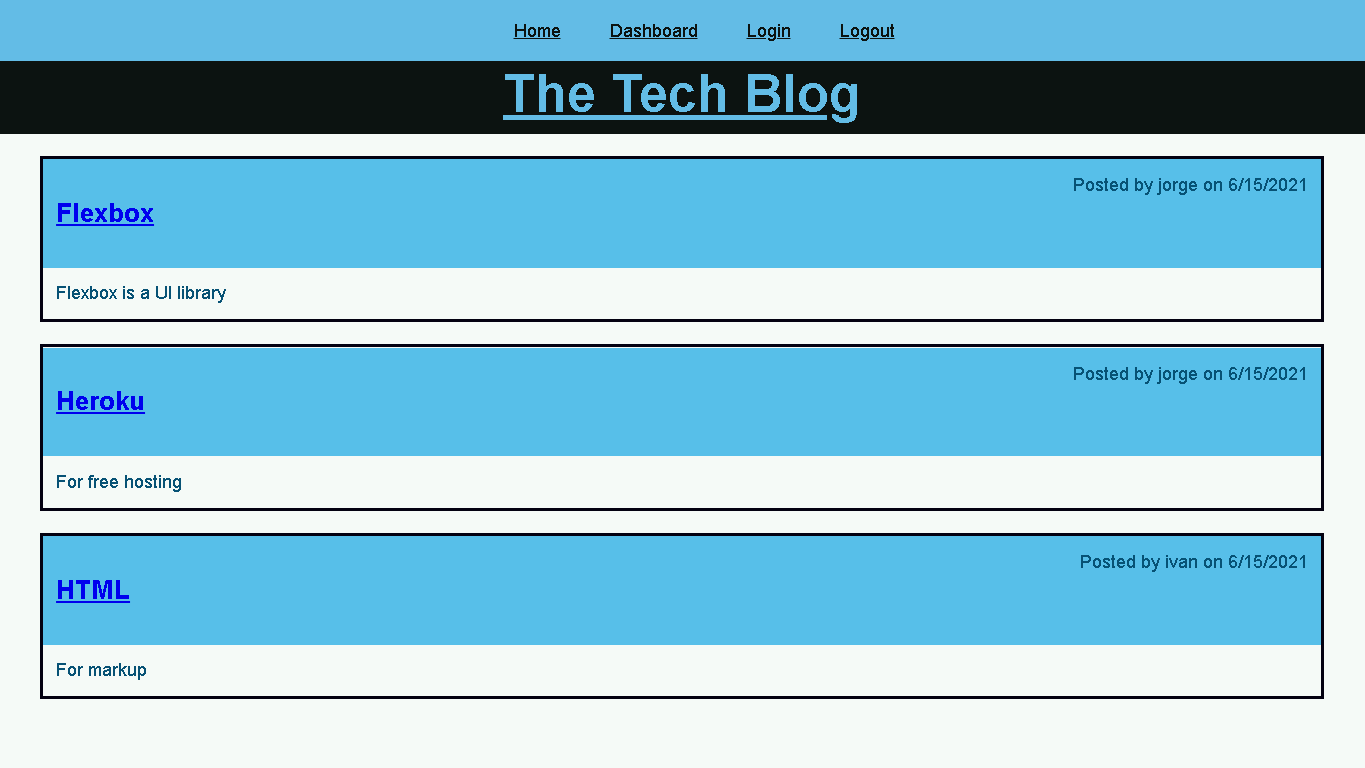 Home Dashboard Login Logout
The Tech Blog
Posted by jorge on 6/15/2021
Flexbox
Flexbox is a UI library
Posted by jorge on 6/15/2021
Heroku
For free hosting
Posted by ivan on 6/15/2021
HTML
For markup